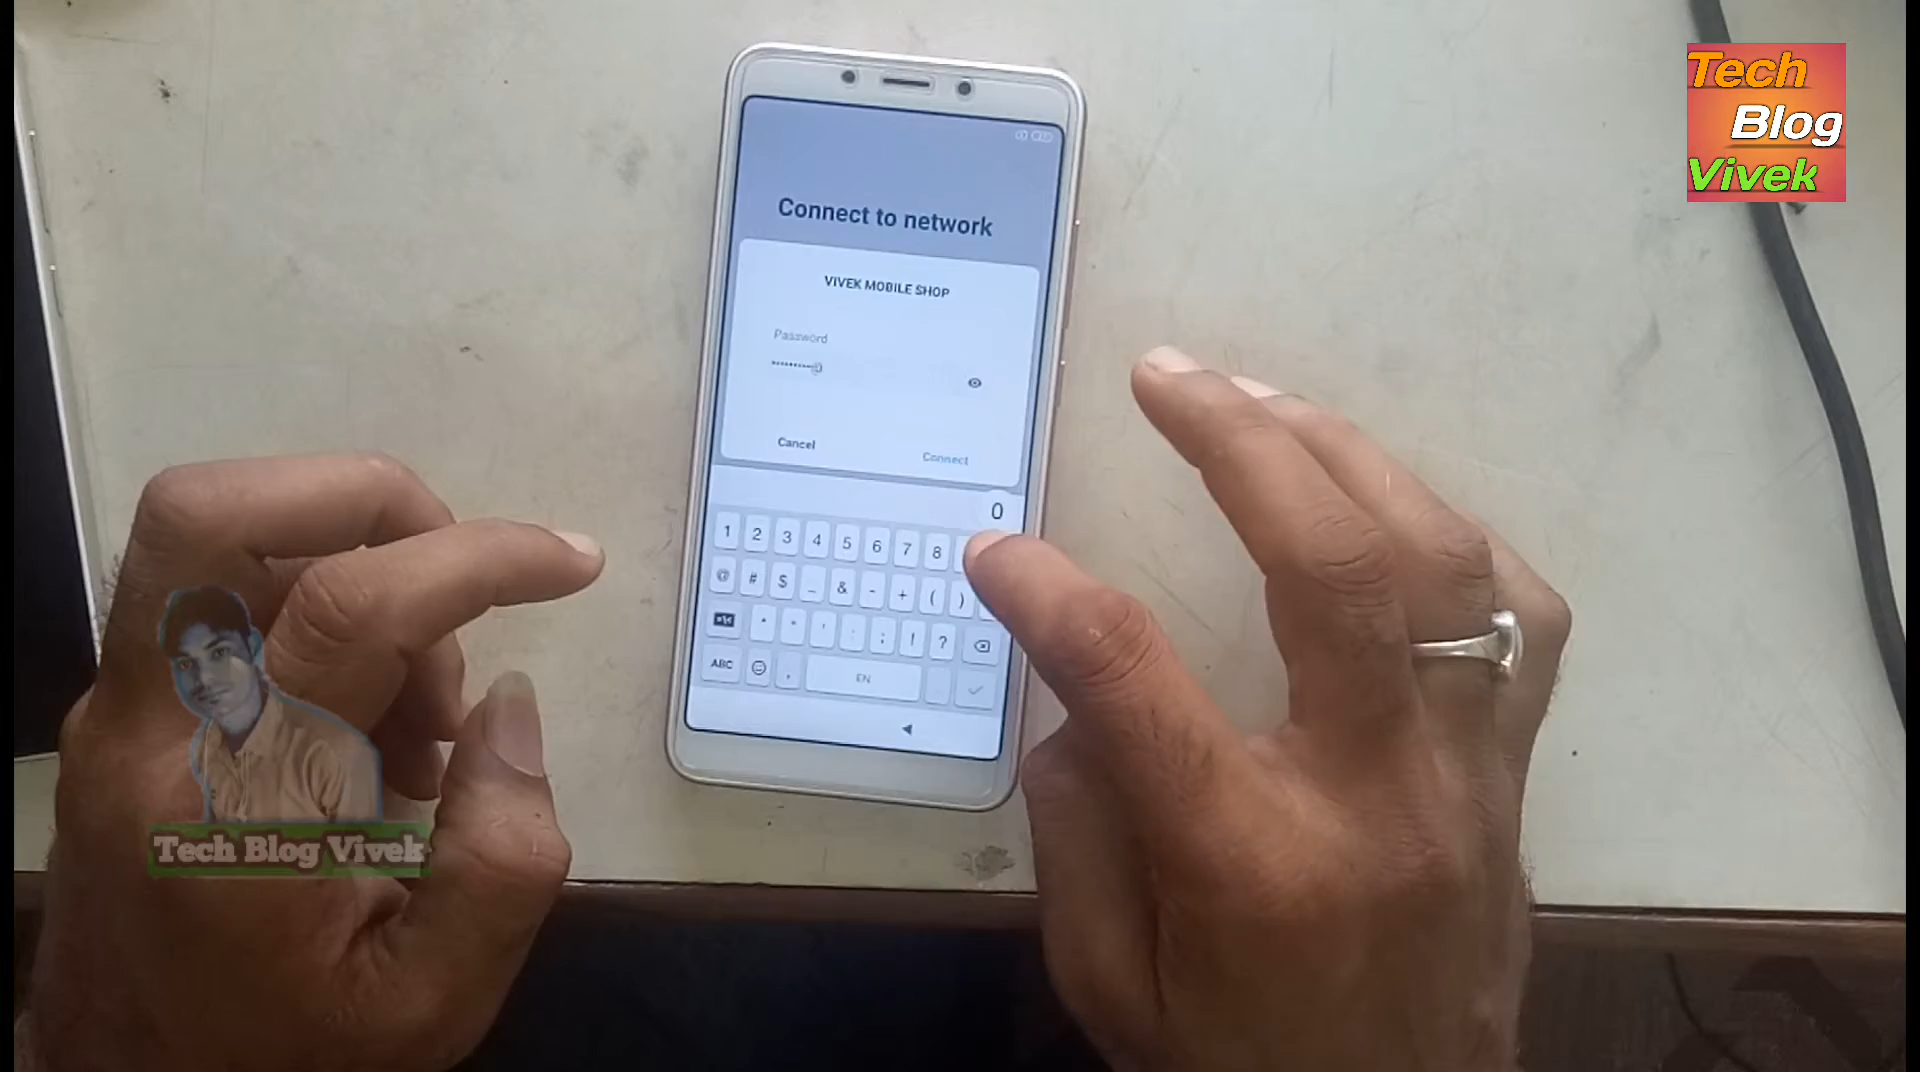 Tech
Blog
Vivek
Connect to network
VIVEK MOBILE SHOP
Password
Cancel
Connect
0
1 2 3 4 5 6 7 8
@ # $ _ & - + ( )
! ?
ABC , EN
Tech Blog Vivek